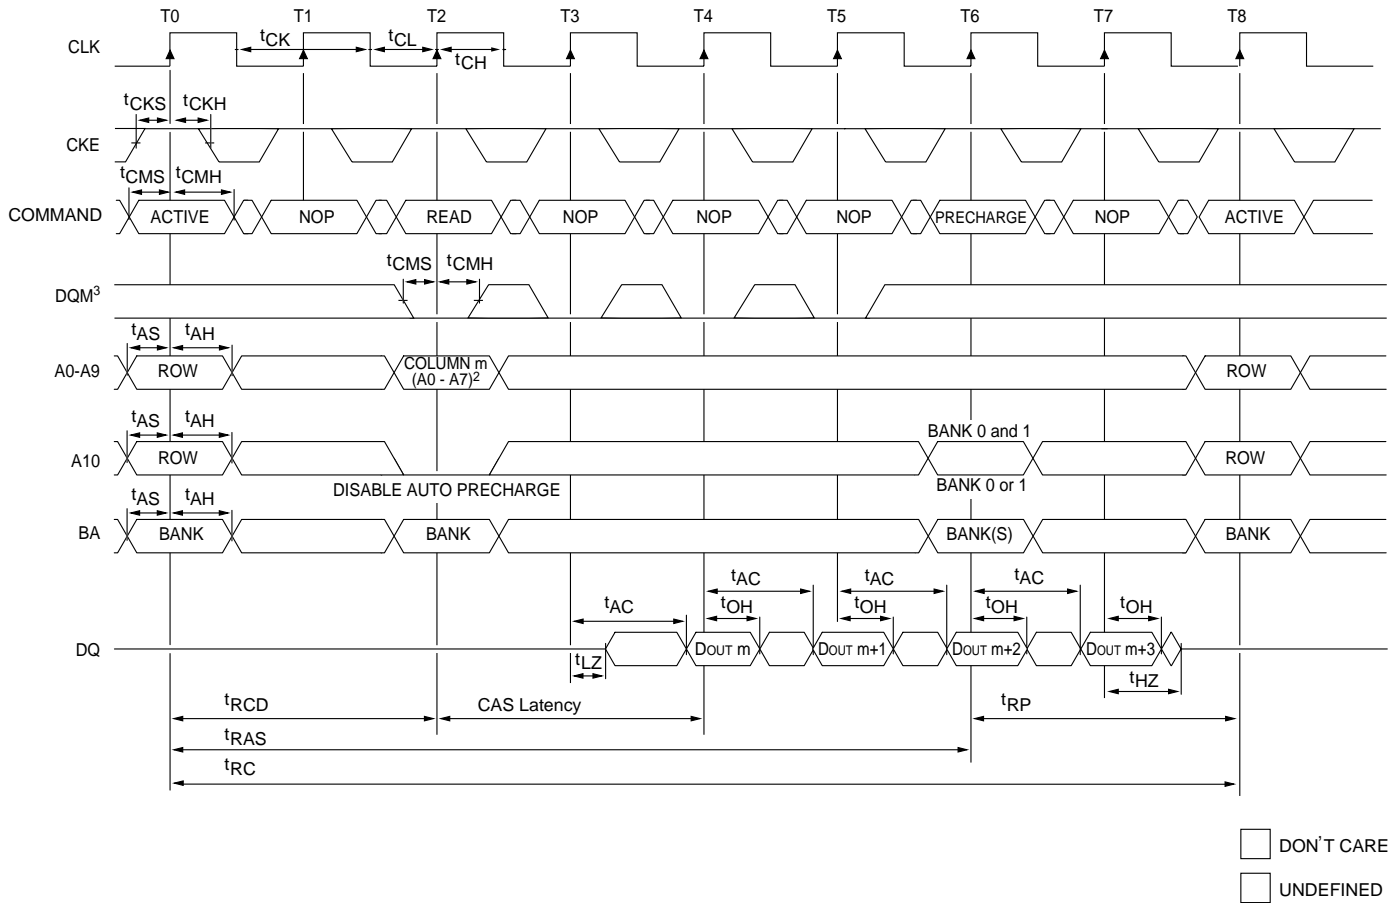 T0 T1 T2 T3 T4 T5 T6 T7 T8
CLK tCK tCL tCH
tCKS tCKH
CKE
tCMS tCMH
COMMAND ACTIVE NOP READ NOP NOP NOP PRECHARGE NOP ACTIVE
tCMS tCMH
DQM3
tAS tAH
A0-A9 ROW COLUMN m ROW
(A0 - A7)2
tAS tAH BANK 0 and 1
A10 ROW ROW
DISABLE AUTO PRECHARGE BANK 0 or 1
tAS tAH
BA BANK BANK BANK(S) BANK
tAC tAC tAC tAC
tOH tOH tOH tOH
DQ DOUT m DOUT m+1 DOUT m+2 DOUT m+3
tLZ tHZ
tRCD CAS Latency tRP
tRAS
tRC
DON'T CARE
UNDEFINED